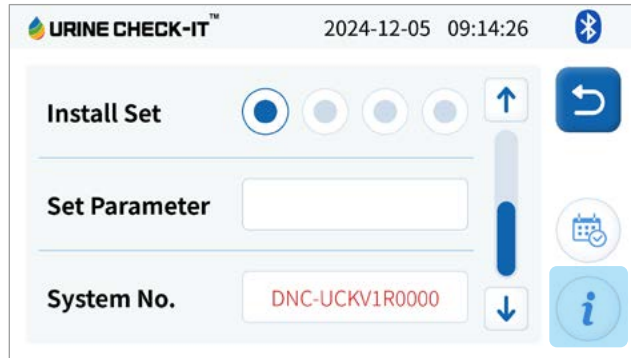 URINE CHECK-IT™ 2024-12-05 09:14:26
Install Set
Set Parameter
System No. DNC-UCKV1R0000
i